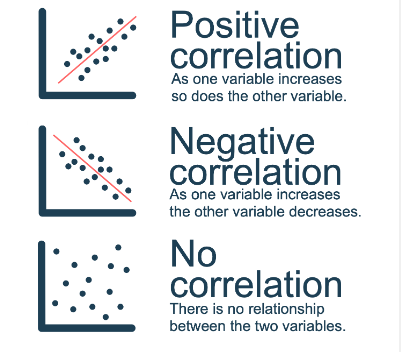 Positive
correlation
As one variable increases
so does the other variable.
Negative
correlation
As one variable increases
the other variable decreases.
No
correlation
There is no relationship
between the two variables.